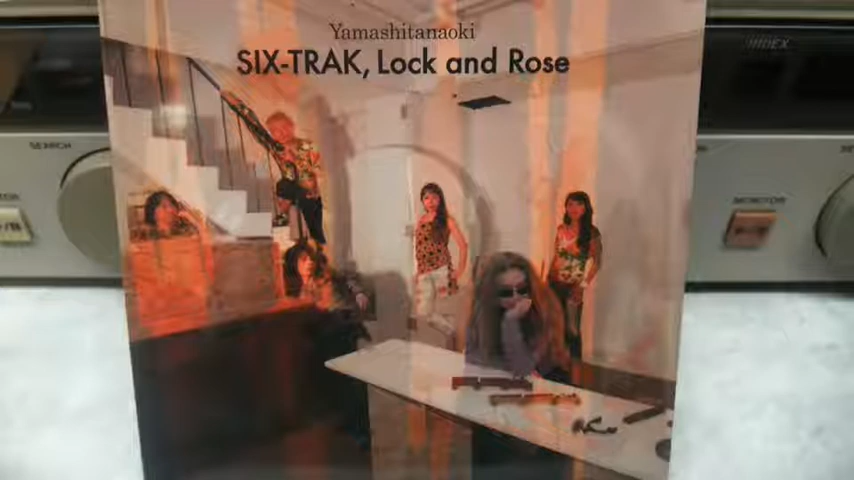 Yamashitanaoki
SIX-TRAK, Lock and Rose
INDEX
SEARCH
MONITOR